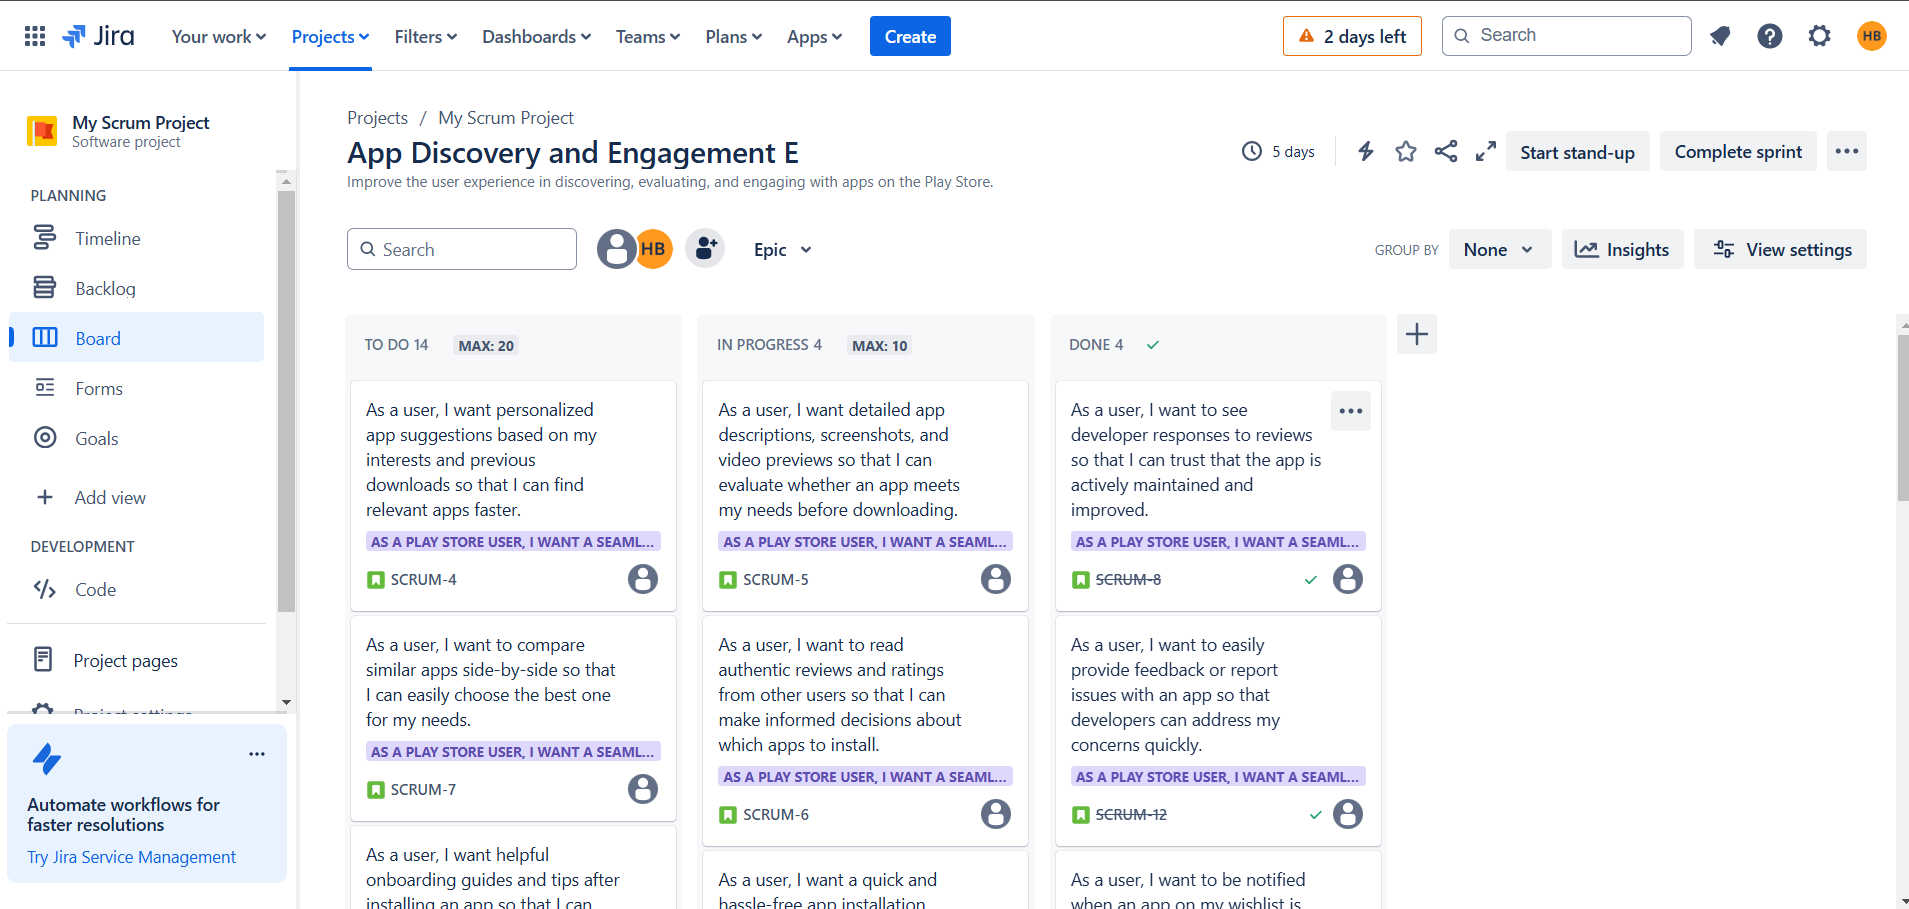 Jira
Your work
Projects
Filters
Dashboards
Teams
Plans
Apps
Create
2 days left
Search
HB
My Scrum Project
Software project
PLANNING
Timeline
Backlog
Board
Forms
Goals
Add view
DEVELOPMENT
Code
Project pages
Project settings
Automate workflows for
faster resolutions
Try Jira Service Management
Projects / My Scrum Project
App Discovery and Engagement E
Improve the user experience in discovering, evaluating, and engaging with apps on the Play Store.
5 days
Start stand-up
Complete sprint
Search
HB
Epic
GROUP BY
None
Insights
View settings
TO DO 14
MAX: 20
As a user, I want personalized
app suggestions based on my
interests and previous
downloads so that I can find
relevant apps faster.
AS A PLAY STORE USER, I WANT A SEAML...
SCRUM-4
As a user, I want to compare
similar apps side-by-side so that
I can easily choose the best one
for my needs.
AS A PLAY STORE USER, I WANT A SEAML...
SCRUM-7
As a user, I want helpful
onboarding guides and tips after
installing an app so that I can
IN PROGRESS 4
MAX: 10
As a user, I want detailed app
descriptions, screenshots, and
video previews so that I can
evaluate whether an app meets
my needs before downloading.
AS A PLAY STORE USER, I WANT A SEAML...
SCRUM-5
As a user, I want to read
authentic reviews and ratings
from other users so that I can
make informed decisions about
which apps to install.
AS A PLAY STORE USER, I WANT A SEAML...
SCRUM-6
As a user, I want a quick and
hassle-free app installation
DONE 4
As a user, I want to see
developer responses to reviews
so that I can trust that the app is
actively maintained and
improved.
AS A PLAY STORE USER, I WANT A SEAML...
SCRUM-8
As a user, I want to easily
provide feedback or report
issues with an app so that
developers can address my
concerns quickly.
AS A PLAY STORE USER, I WANT A SEAML...
SCRUM-12
As a user, I want to be notified
when an app on my wishlist is